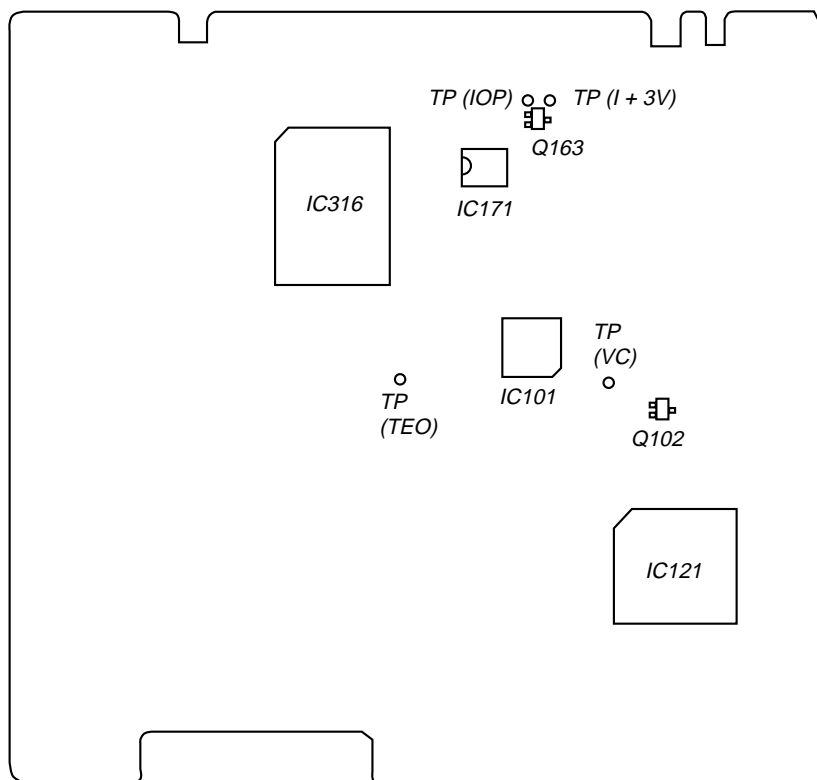 TP (IOP)
TP (I + 3V)
Q163
IC171
IC316
TP
(VC)
IC101
TP
(TEO)
Q102
IC121